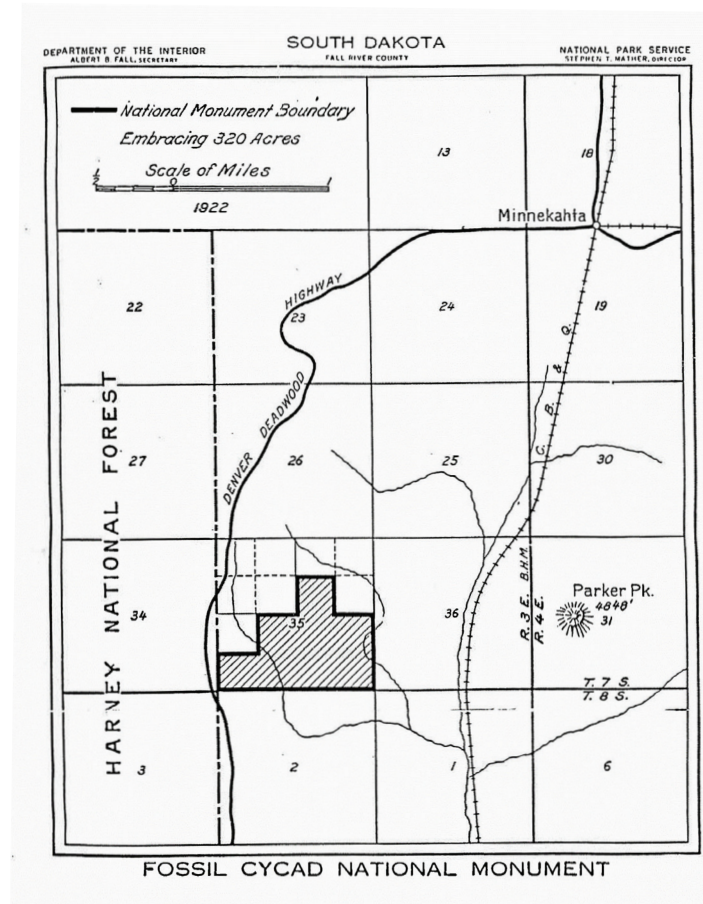 SOUTH DAKOTA
FALL RIVER COUNTY
DEPARTMENT OF THE INTERIOR
ALBERT B. FALL, SECRETARY
NATIONAL PARK SERVICE
STEPHEN T. MATHER, DIRECTOR
National Monument Boundary
Embracing 320 Acres
Scale of Miles
1/2 0 1
1922
13
18
Minnekahta
22
HIGHWAY
23
24
19
DENVER DEADWOOD
C. B. & Q.
HARNEY NATIONAL FOREST
27
26
25
30
34
35
36
R. 3 E. B.H.M.
R. 4 E.
Parker Pk.
4848'
31
T. 7 S.
T. 8 S.
3
2
1
6
FOSSIL CYCAD NATIONAL MONUMENT